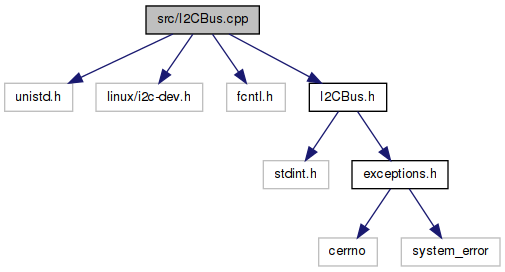 src/I2CBus.cpp
unistd.h
linux/i2c-dev.h
fcntl.h
I2CBus.h
stdint.h
exceptions.h
cerrno
system_error